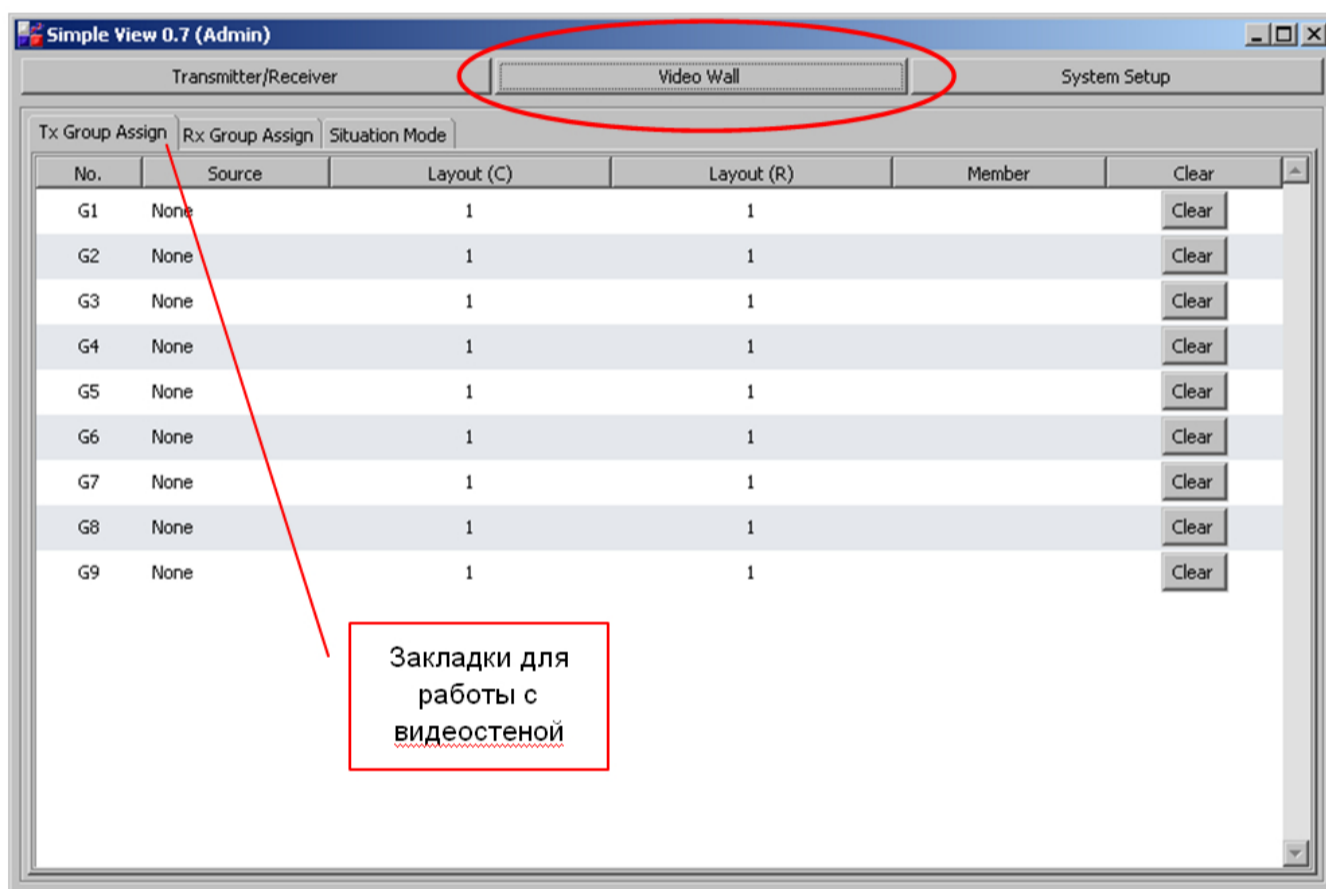 Simple View 0.7 (Admin)
Transmitter/Receiver Video Wall System Setup
Tx Group Assign Rx Group Assign Situation Mode
No. Source Layout (C) Layout (R) Member Clear
G1 None 1 1 Clear
G2 None 1 1 Clear
G3 None 1 1 Clear
G4 None 1 1 Clear
G5 None 1 1 Clear
G6 None 1 1 Clear
G7 None 1 1 Clear
G8 None 1 1 Clear
G9 None 1 1 Clear
Закладки для
работы с
видеостеной